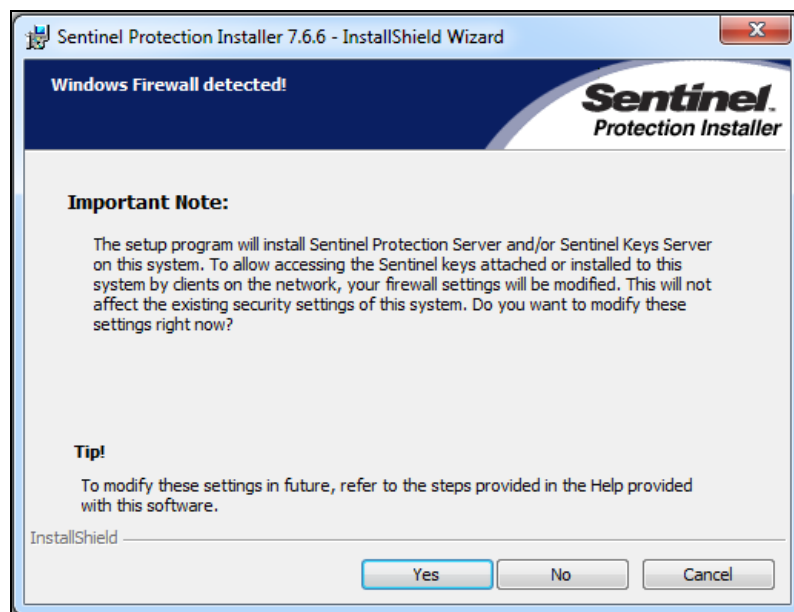 Sentinel Protection Installer 7.6.6 - InstallShield Wizard
Windows Firewall detected!
Sentinel.
Protection Installer
Important Note:
The setup program will install Sentinel Protection Server and/or Sentinel Keys Server
on this system. To allow accessing the Sentinel keys attached or installed to this
system by clients on the network, your firewall settings will be modified. This will not
affect the existing security settings of this system. Do you want to modify these
settings right now?
Tip!
To modify these settings in future, refer to the steps provided in the Help provided
with this software.
InstallShield
Yes No Cancel